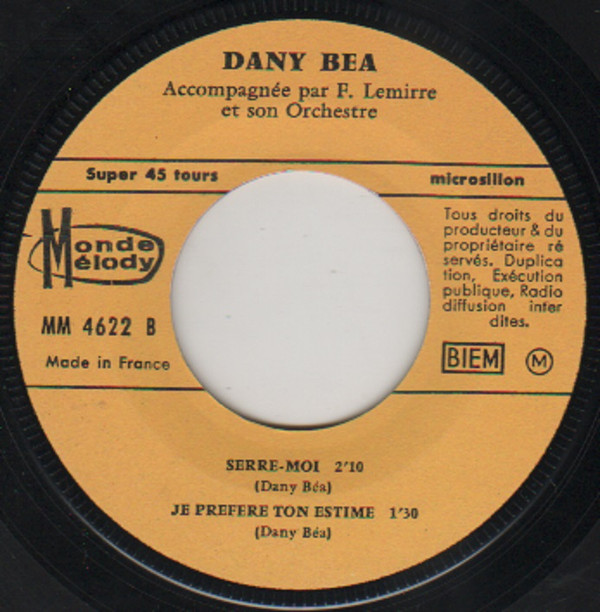 DANY BEA
Accompagnée par F. Lemirre
et son Orchestre
Super 45 tours
microsillon
Monde
Mélody
MM 4622 B
Made in France
Tous droits du
producteur & du
propriétaire ré
servés. Duplica
tion, Exécution
publique, Radio
diffusion inter
dites.
BIEM
M
SERRE-MOI 2'10
(Dany Béa)
JE PREFERE TON ESTIME 1'30
(Dany Béa)